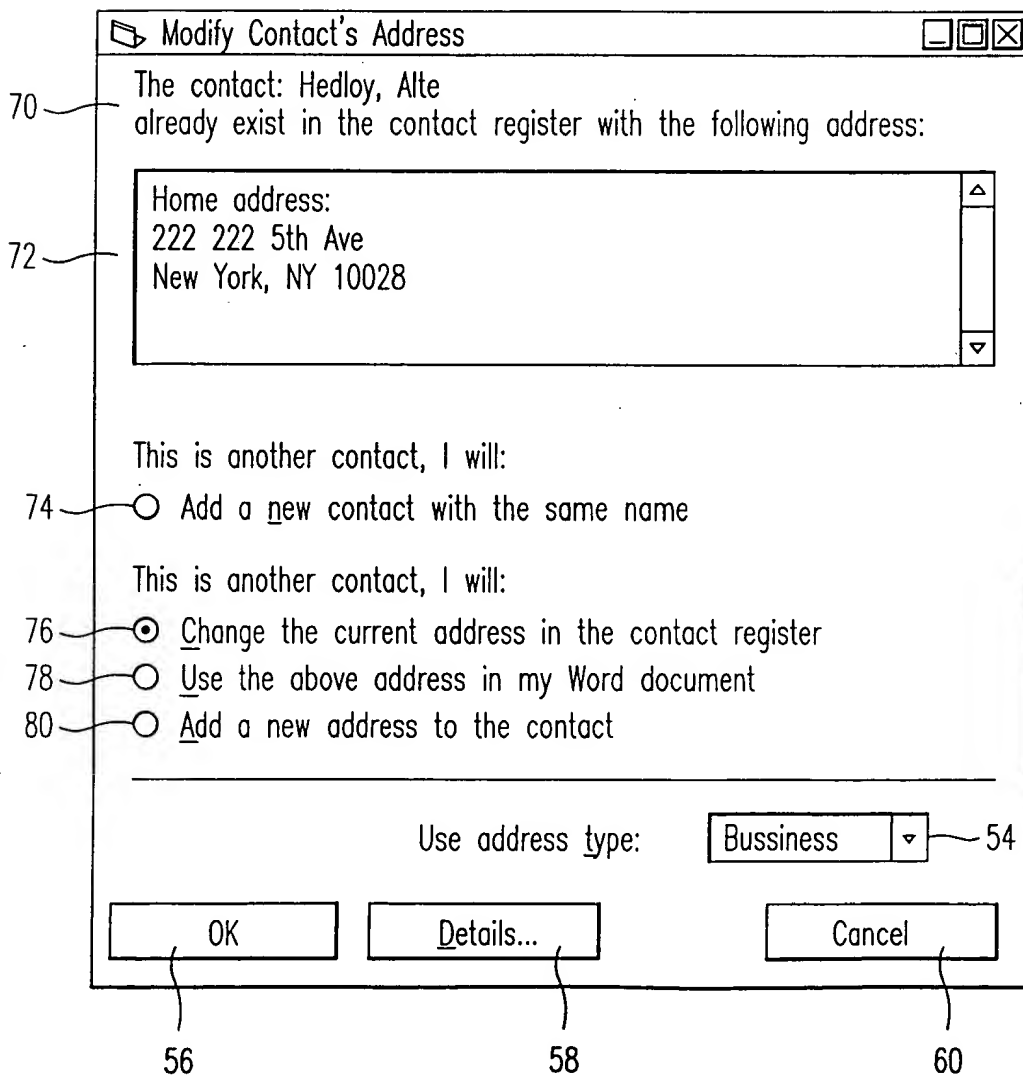 Modify Contact's Address
70
The contact: Hedloy, Alte
already exist in the contact register with the following address:
72
Home address:
222 222 5th Ave
New York, NY 10028
This is another contact, I will:
74
Add a new contact with the same name
This is another contact, I will:
76
Change the current address in the contact register
78
Use the above address in my Word document
80
Add a new address to the contact
Use address type:
Bussiness
54
OK
Details...
Cancel
56
58
60